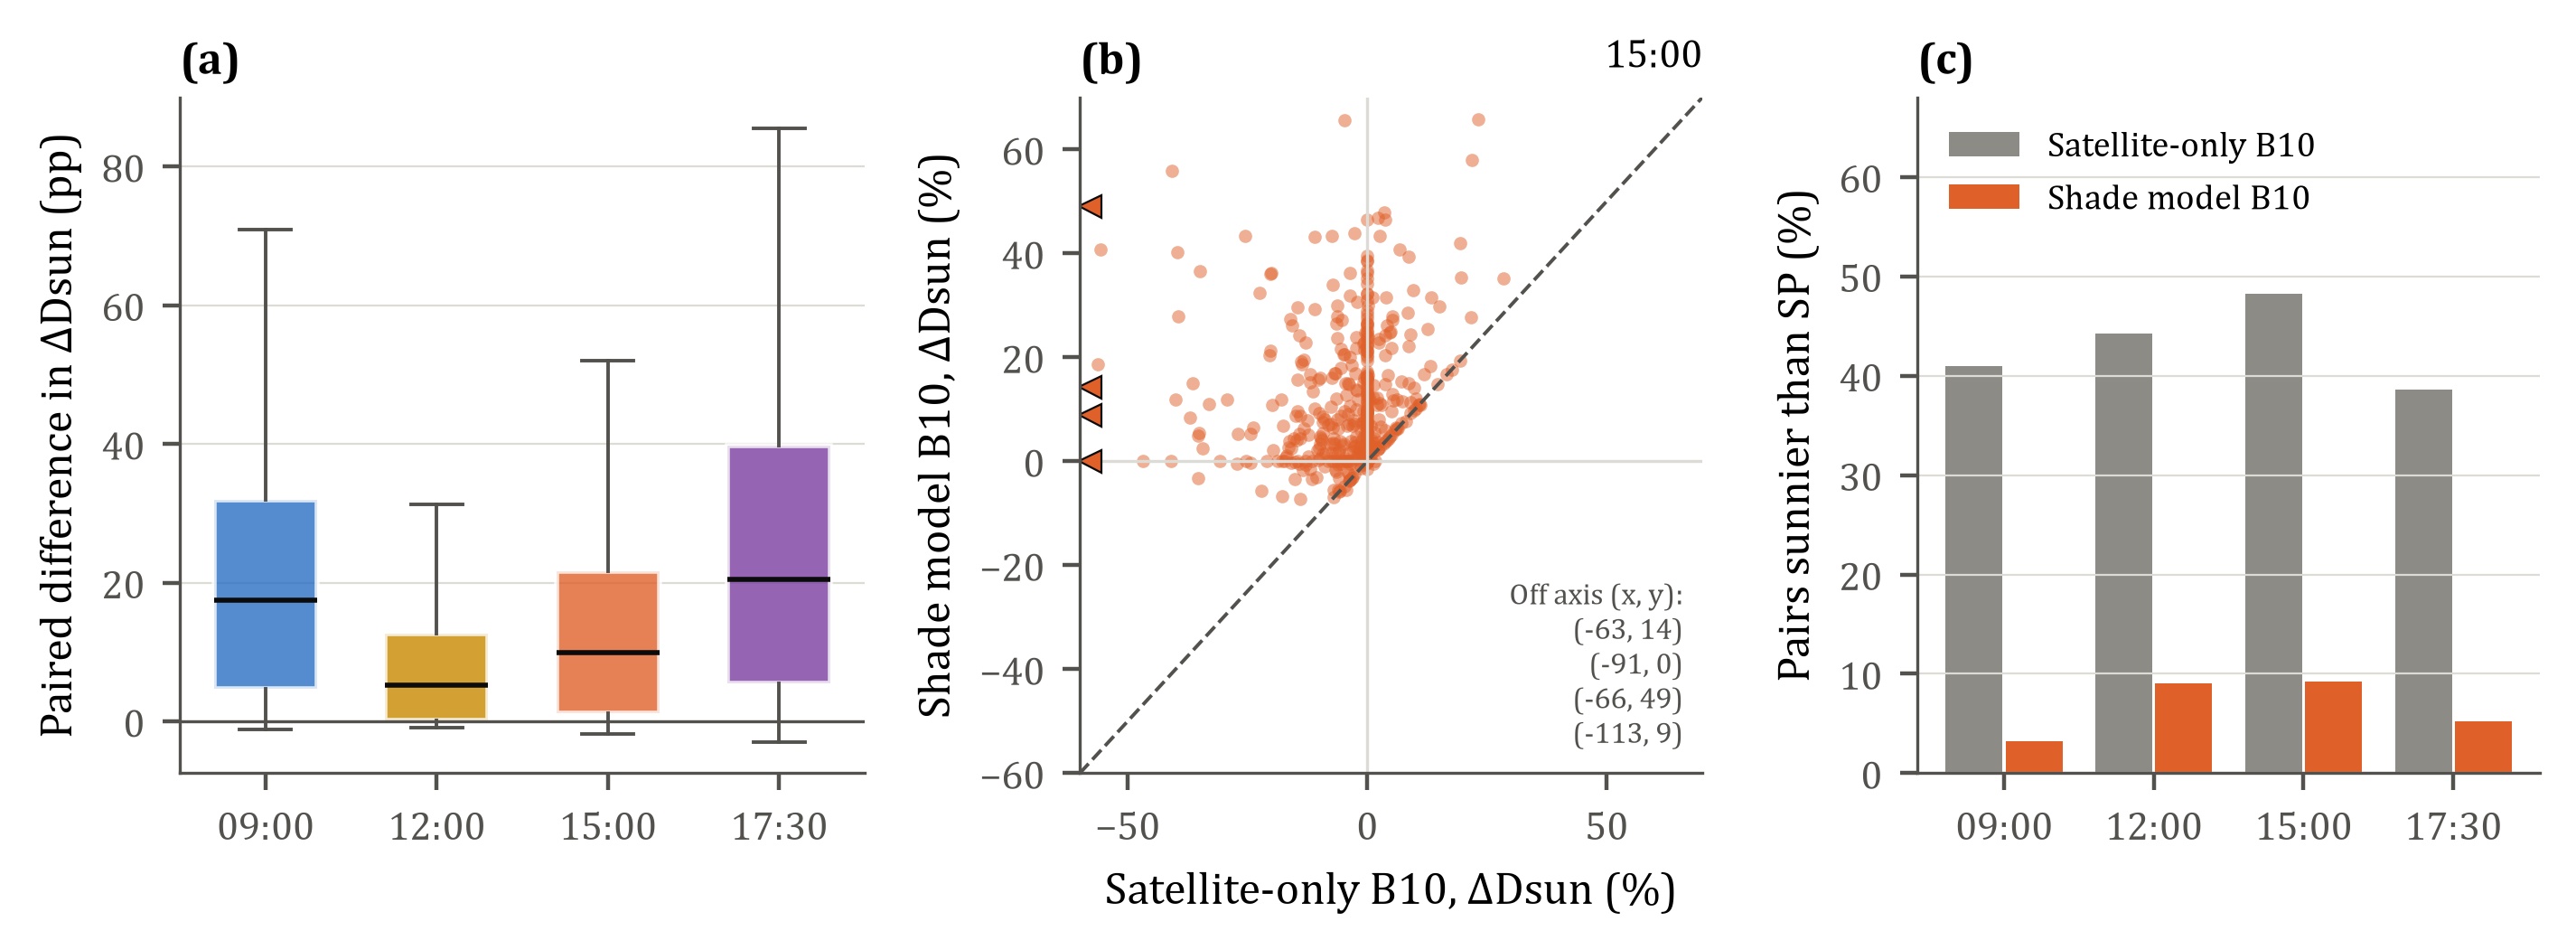 (a)
Paired difference in ΔDsun (pp)
80
60
40
20
0
09:00 12:00 15:00 17:30
(b)
15:00
Shade model B10, ΔDsun (%)
60
40
20
0
−20
−40
−60
Off axis (x, y):
(-63, 14)
(-91, 0)
(-66, 49)
(-113, 9)
−50 0 50
Satellite-only B10, ΔDsun (%)
(c)
Pairs sunnier than SP (%)
Satellite-only B10
Shade model B10
60
50
40
30
20
10
0
09:00 12:00 15:00 17:30